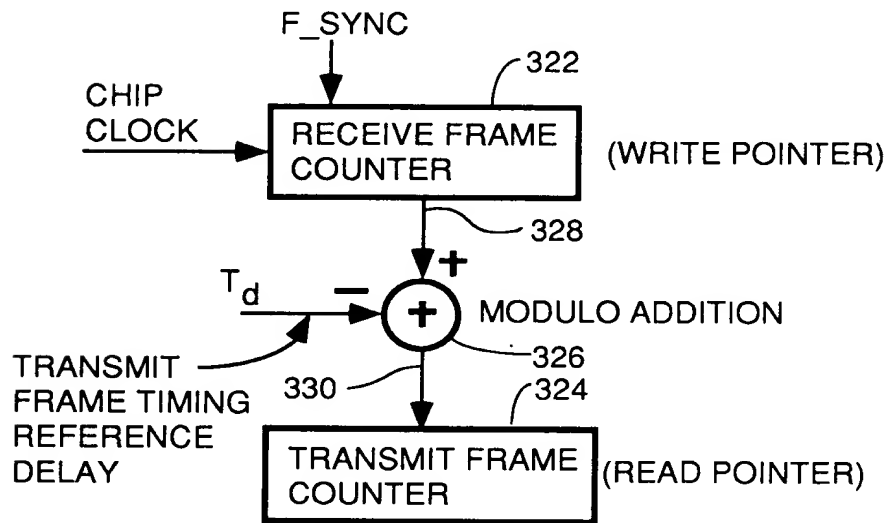 F_SYNC
322
CHIP
CLOCK
RECEIVE FRAME
COUNTER
(WRITE POINTER)
328
+
T_d
−
+
MODULO ADDITION
326
TRANSMIT
FRAME TIMING
REFERENCE
DELAY
330
324
TRANSMIT FRAME
COUNTER
(READ POINTER)